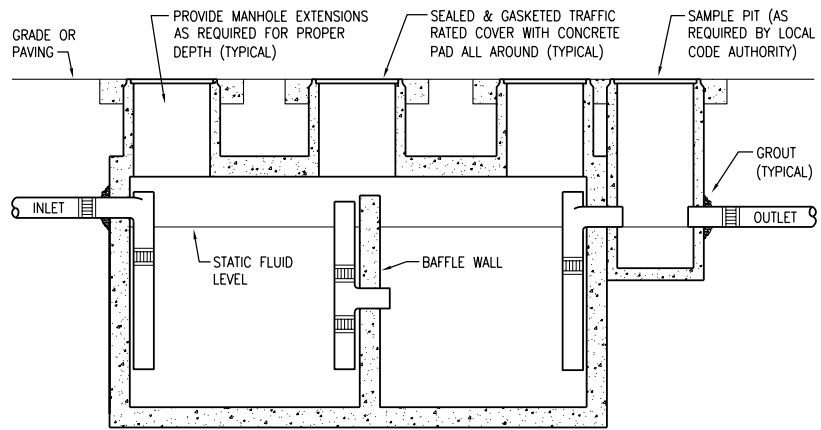 PROVIDE MANHOLE EXTENSIONS
AS REQUIRED FOR PROPER
DEPTH (TYPICAL)
SEALED & GASKETED TRAFFIC
RATED COVER WITH CONCRETE
PAD ALL AROUND (TYPICAL)
SAMPLE PIT (AS
REQUIRED BY LOCAL
CODE AUTHORITY)
GRADE OR
PAVING
GROUT
(TYPICAL)
INLET
OUTLET
STATIC FLUID
LEVEL
BAFFLE WALL